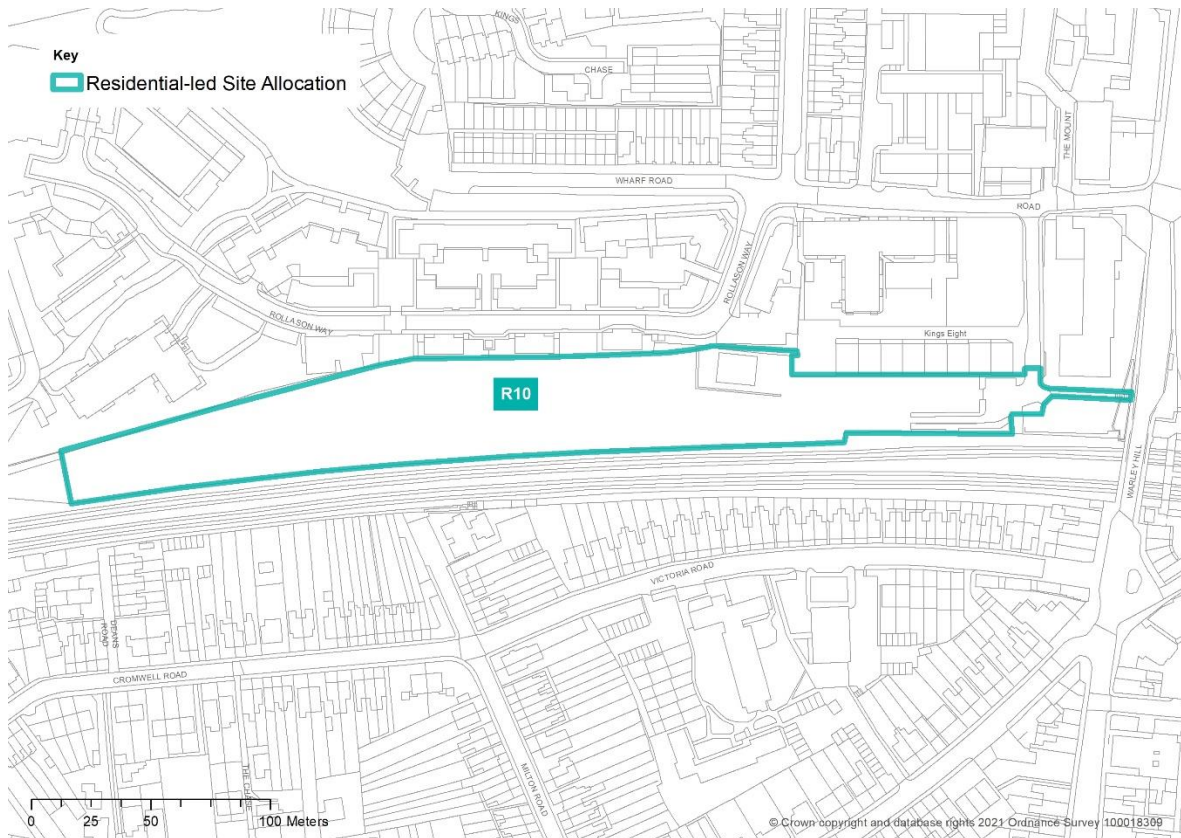 KINGS
CHASE
Key
Residential-led Site Allocation
THE MOUNT
WHARF ROAD
ROAD
ROLLASON WAY
ROLLASON WAY
Kings Eight
R10
WARLEY HILL
VICTORIA ROAD
DEANS
ROAD
CROMWELL ROAD
MILTON ROAD
THE CHASE
0 25 50 100 Meters
© Crown copyright and database rights 2021 Ordnance Survey 100018309